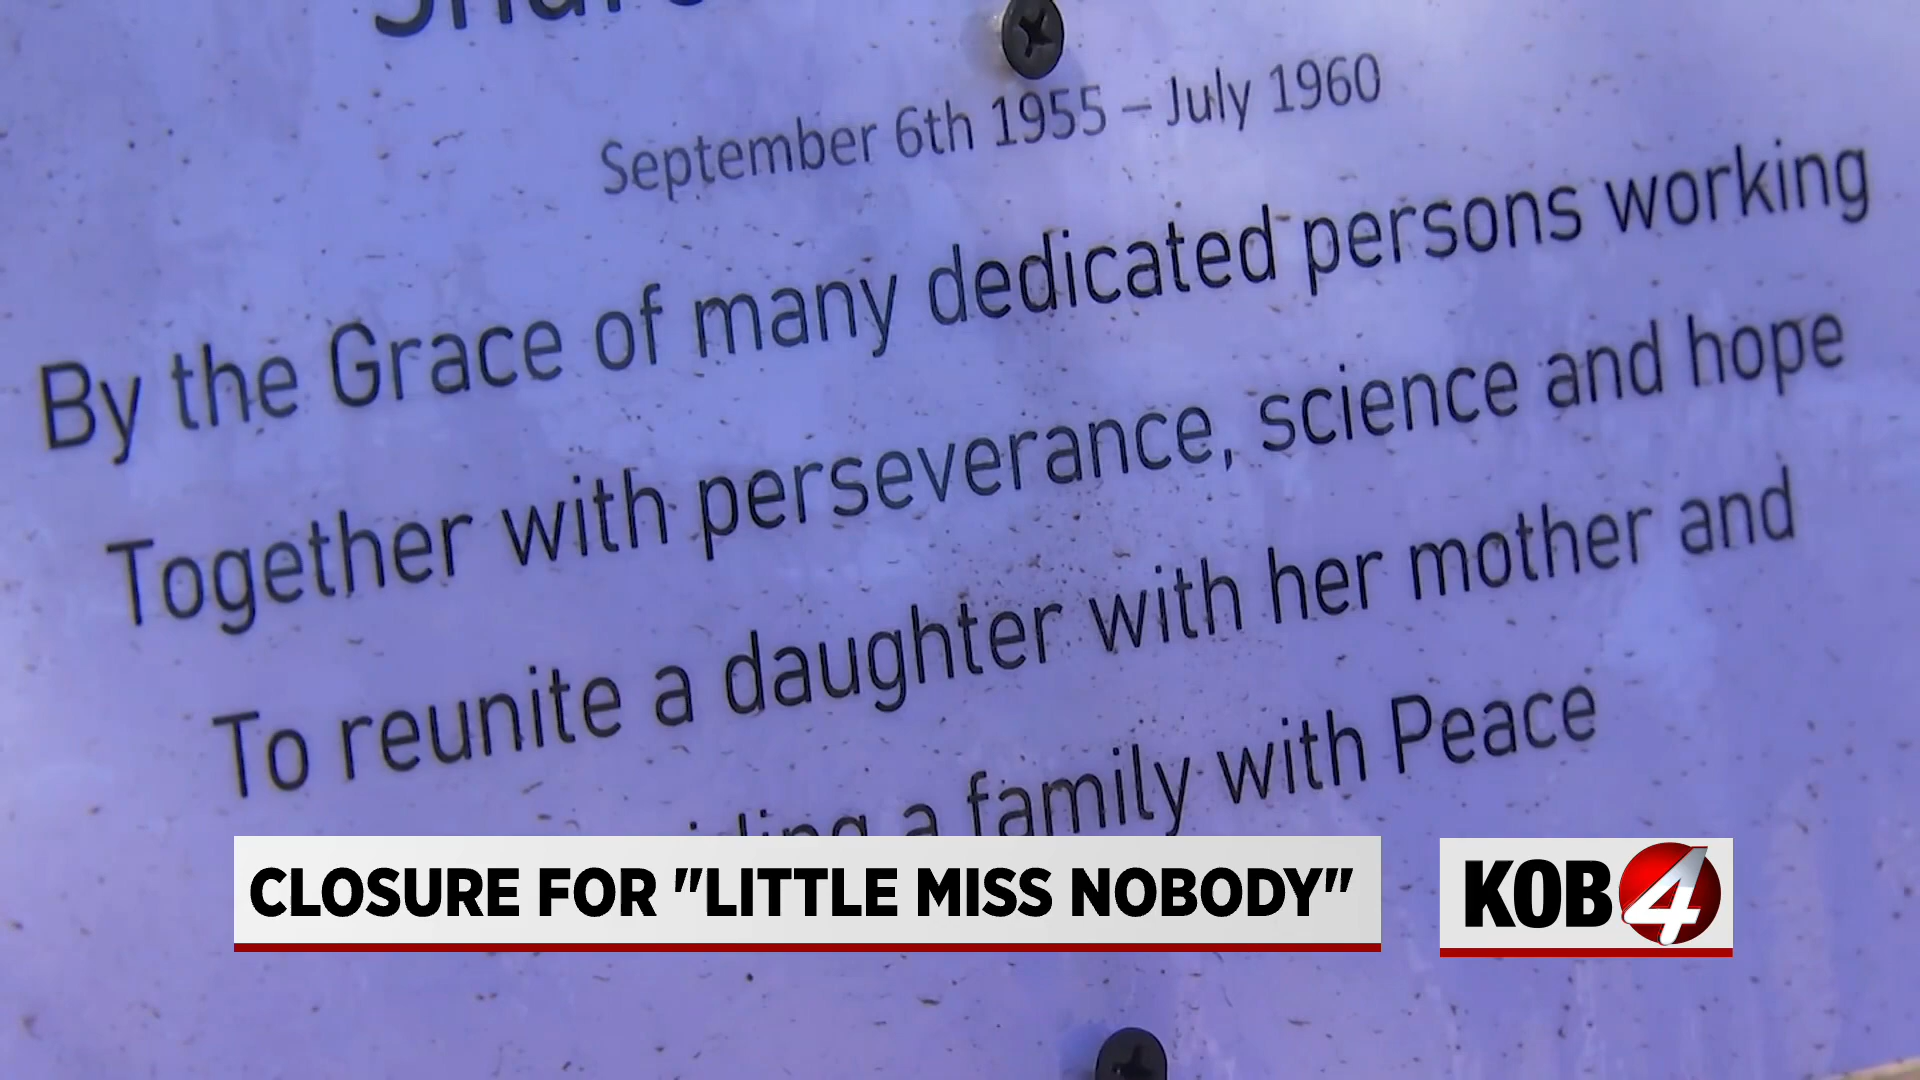 September 6th 1955 – July 1960
By the Grace of many dedicated persons working
Together with perseverance, science and hope
To reunite a daughter with her mother and
a family with Peace
CLOSURE FOR "LITTLE MISS NOBODY"
KOB 4